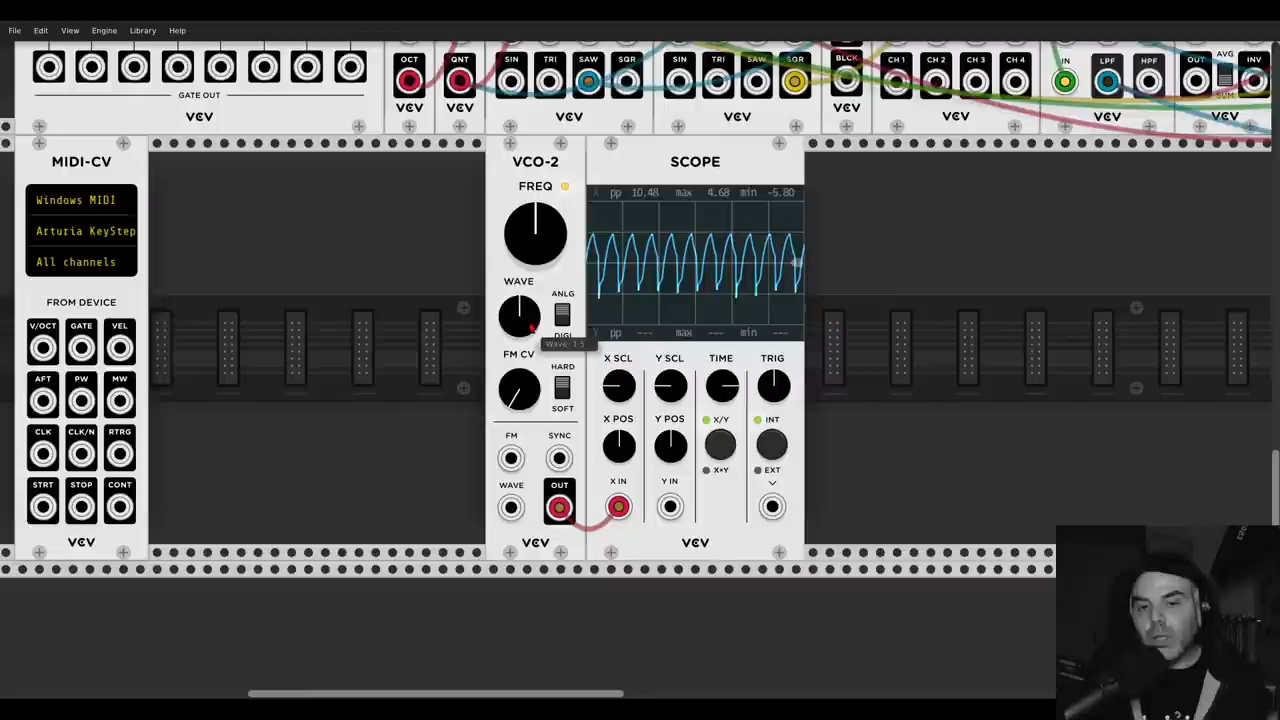 File Edit View Engine Library Help
OCT QNT SIN TRI SAW SQR SIN TRI SAW SQR BLCK CH 1 CH 2 CH 3 CH 4 IN LPF HPF OUT AVG INV
SUM
GATE OUT
VCV VCV VCV VCV VCV VCV VCV VCV VCV
MIDI-CV
Windows MIDI
Arturia KeyStep
All channels
FROM DEVICE
V/OCT GATE VEL
AFT PW MW
CLK CLK/N RTRG
STRT STOP CONT
VCV
VCO-2
FREQ
WAVE
ANLG
DIGI
Wave: 1.5
FM CV
HARD
SOFT
FM SYNC
WAVE OUT
VCV
SCOPE
X pp 10.48 max 4.68 min -5.80
Y pp --- max --- min ---
X SCL Y SCL TIME TRIG
X POS Y POS X/Y INT
X×Y EXT
X IN Y IN
VCV